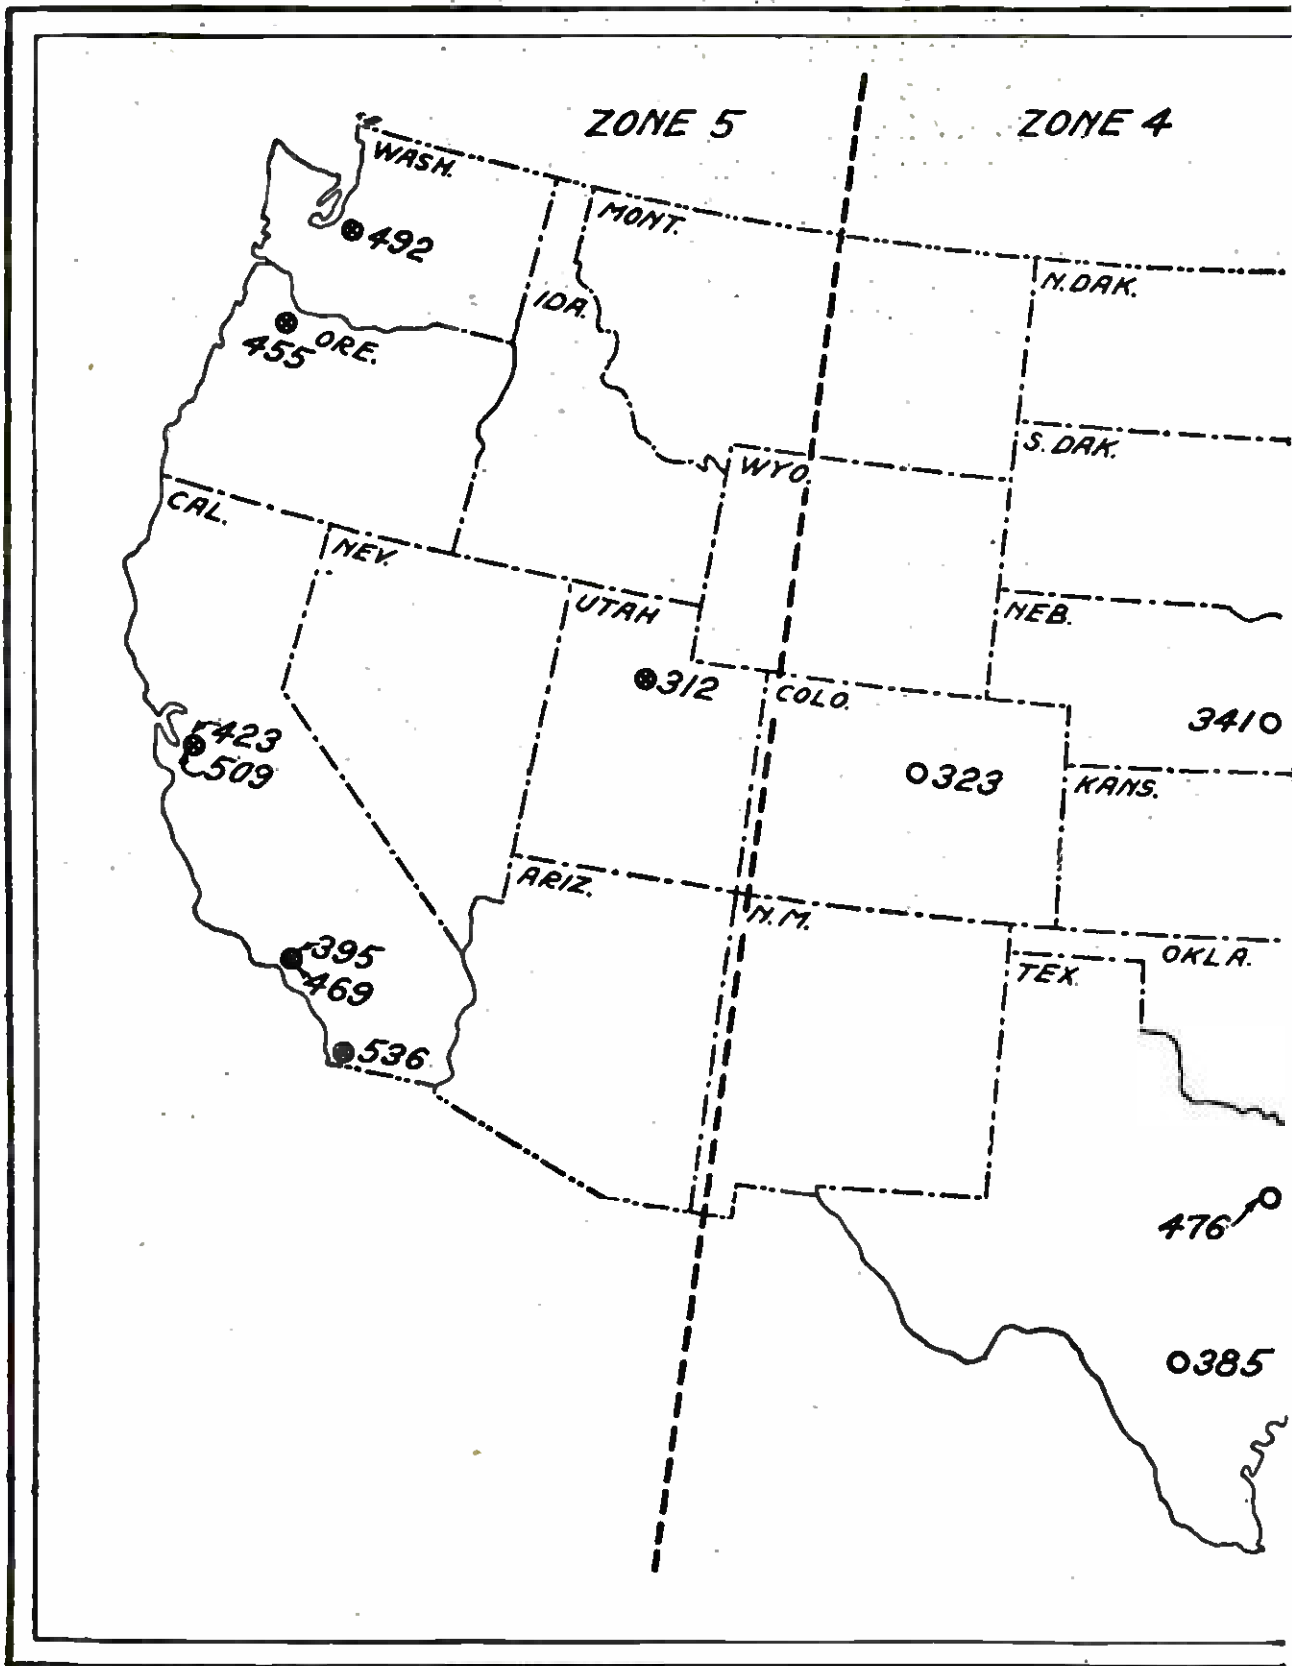 ZONE 5
ZONE 4
WASH.
492
MONT.
N.DAK.
IDA.
455
ORE.
S.DAK.
WYO.
CAL.
NEV.
UTAH
NEB.
312
COLO.
341
423
509
323
KANS.
ARIZ.
N.M.
395
469
OKLA.
TEX.
536
476
385